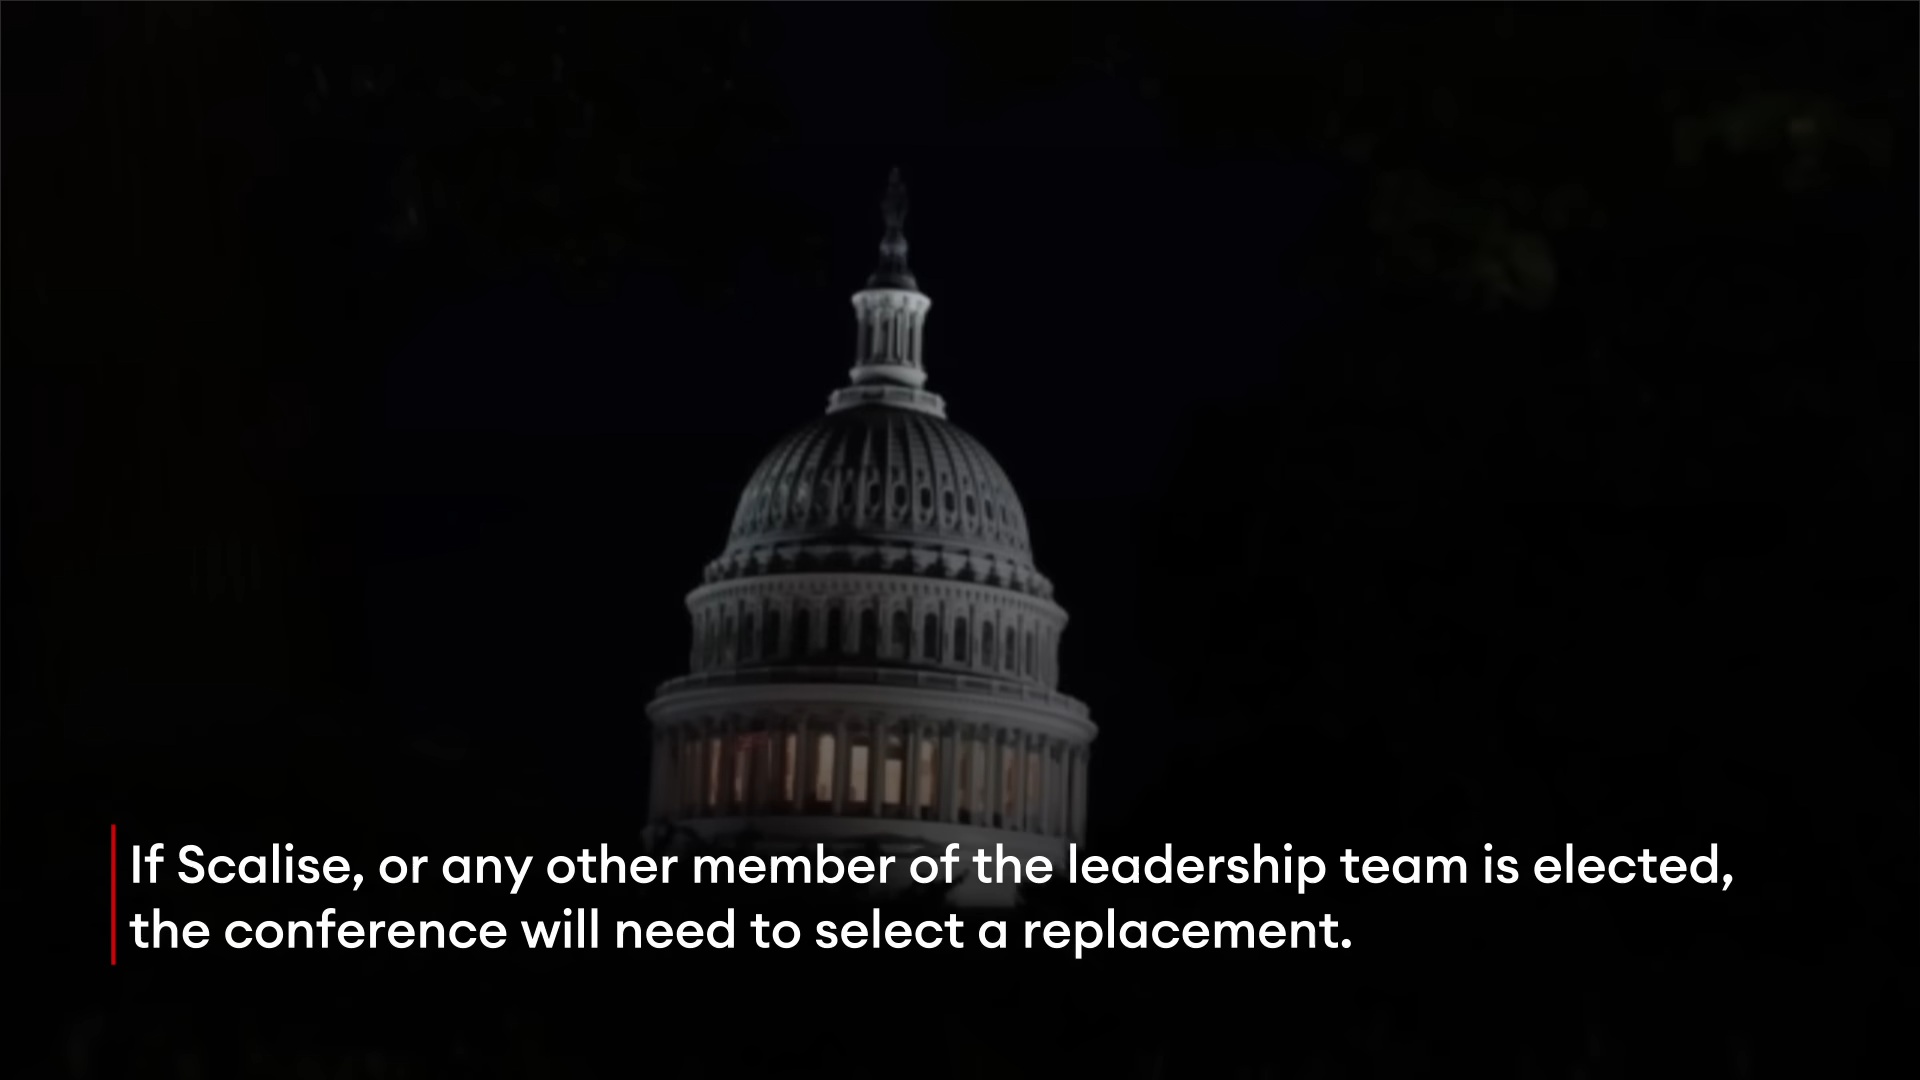 If Scalise, or any other member of the leadership team is elected,
the conference will need to select a replacement.